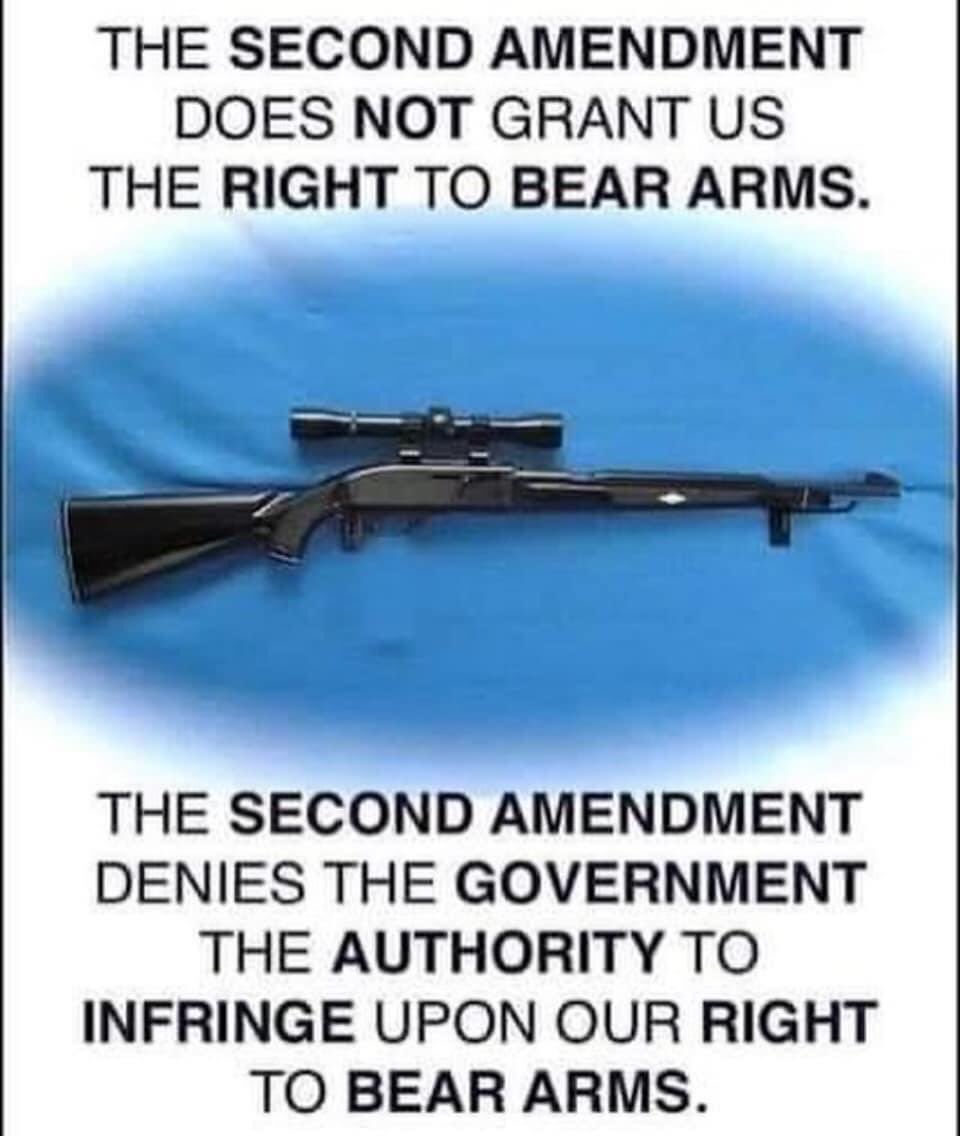 THE SECOND AMENDMENT
DOES NOT GRANT US
THE RIGHT TO BEAR ARMS.
THE SECOND AMENDMENT
DENIES THE GOVERNMENT
THE AUTHORITY TO
INFRINGE UPON OUR RIGHT
TO BEAR ARMS.